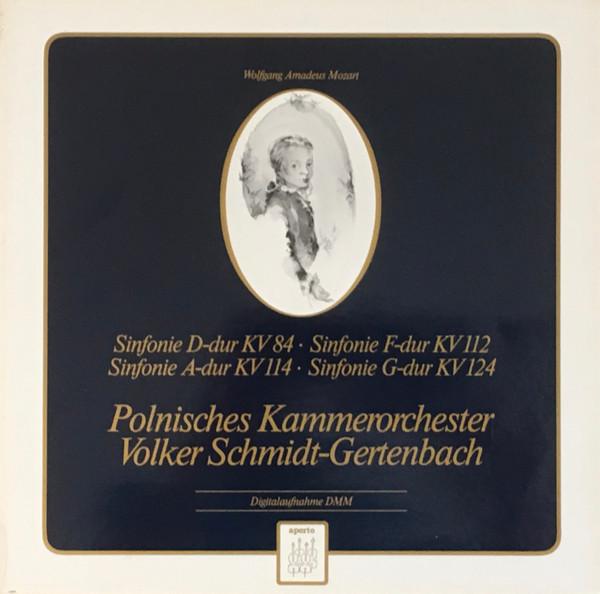 Wolfgang Amadeus Mozart
Sinfonie D-dur KV 84 · Sinfonie F-dur KV 112
Sinfonie A-dur KV 114 · Sinfonie G-dur KV 124
Polnisches Kammerorchester
Volker Schmidt-Gertenbach
Digitalaufnahme DMM
aperto